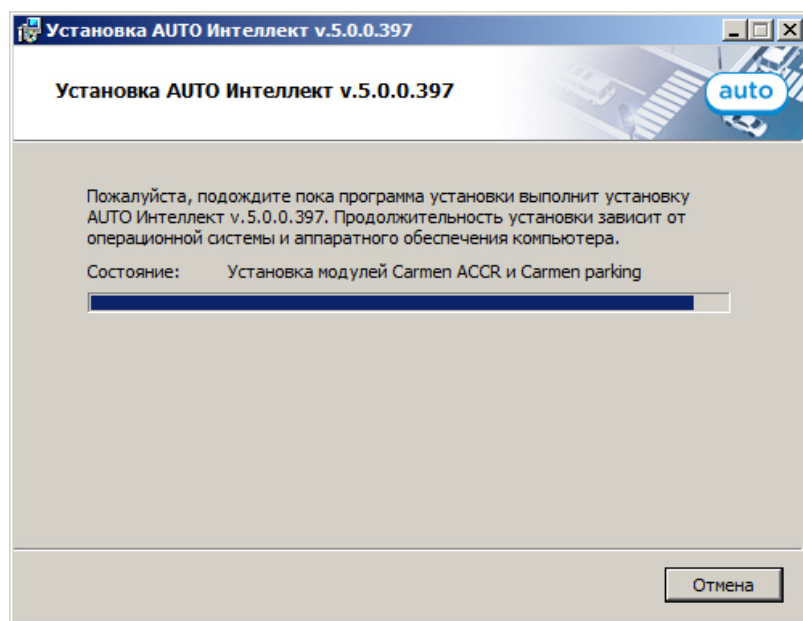 Установка AUTO Интеллект v.5.0.0.397
Установка AUTO Интеллект v.5.0.0.397
auto
Пожалуйста, подождите пока программа установки выполнит установку
AUTO Интеллект v.5.0.0.397. Продолжительность установки зависит от
операционной системы и аппаратного обеспечения компьютера.
Состояние: Установка модулей Carmen ACCR и Carmen parking
Отмена